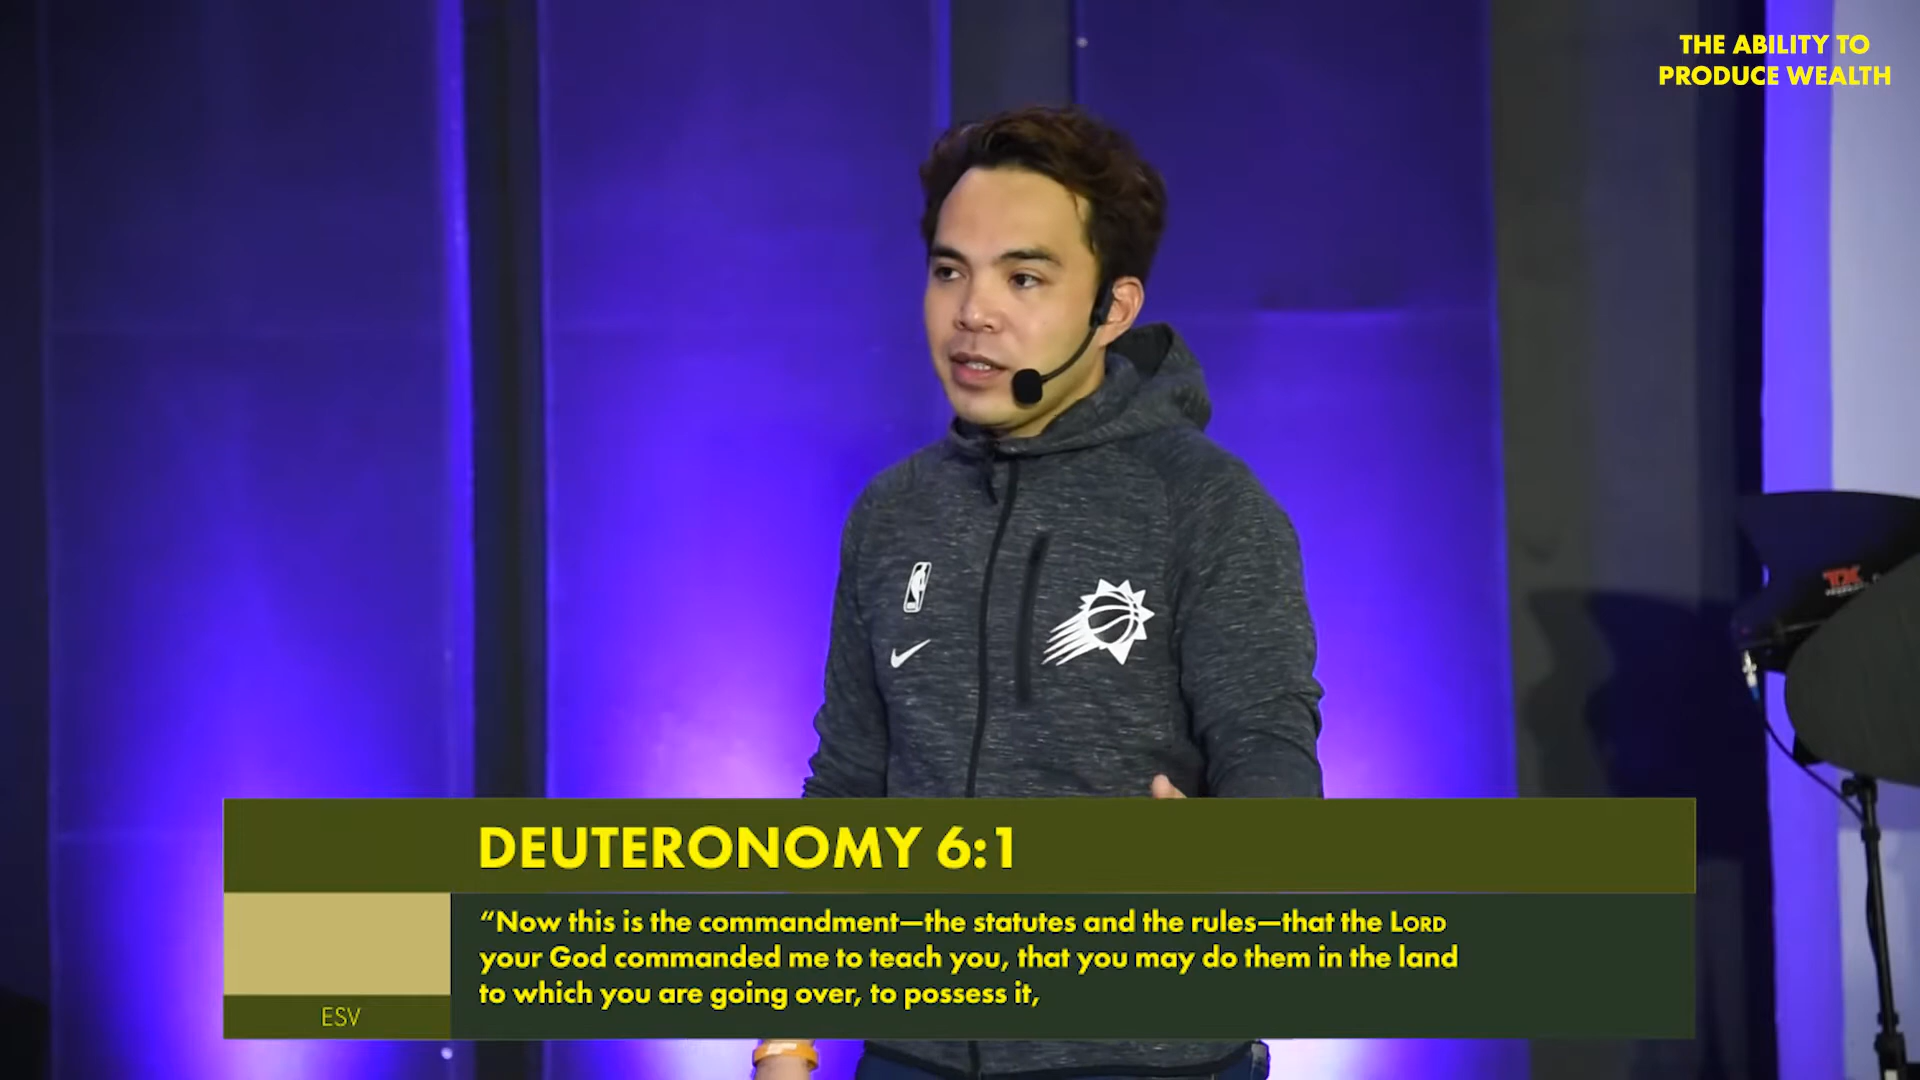 THE ABILITY TO
PRODUCE WEALTH
TX
DEUTERONOMY 6:1
“Now this is the commandment—the statutes and the rules—that the LORD
your God commanded me to teach you, that you may do them in the land
to which you are going over, to possess it,
ESV